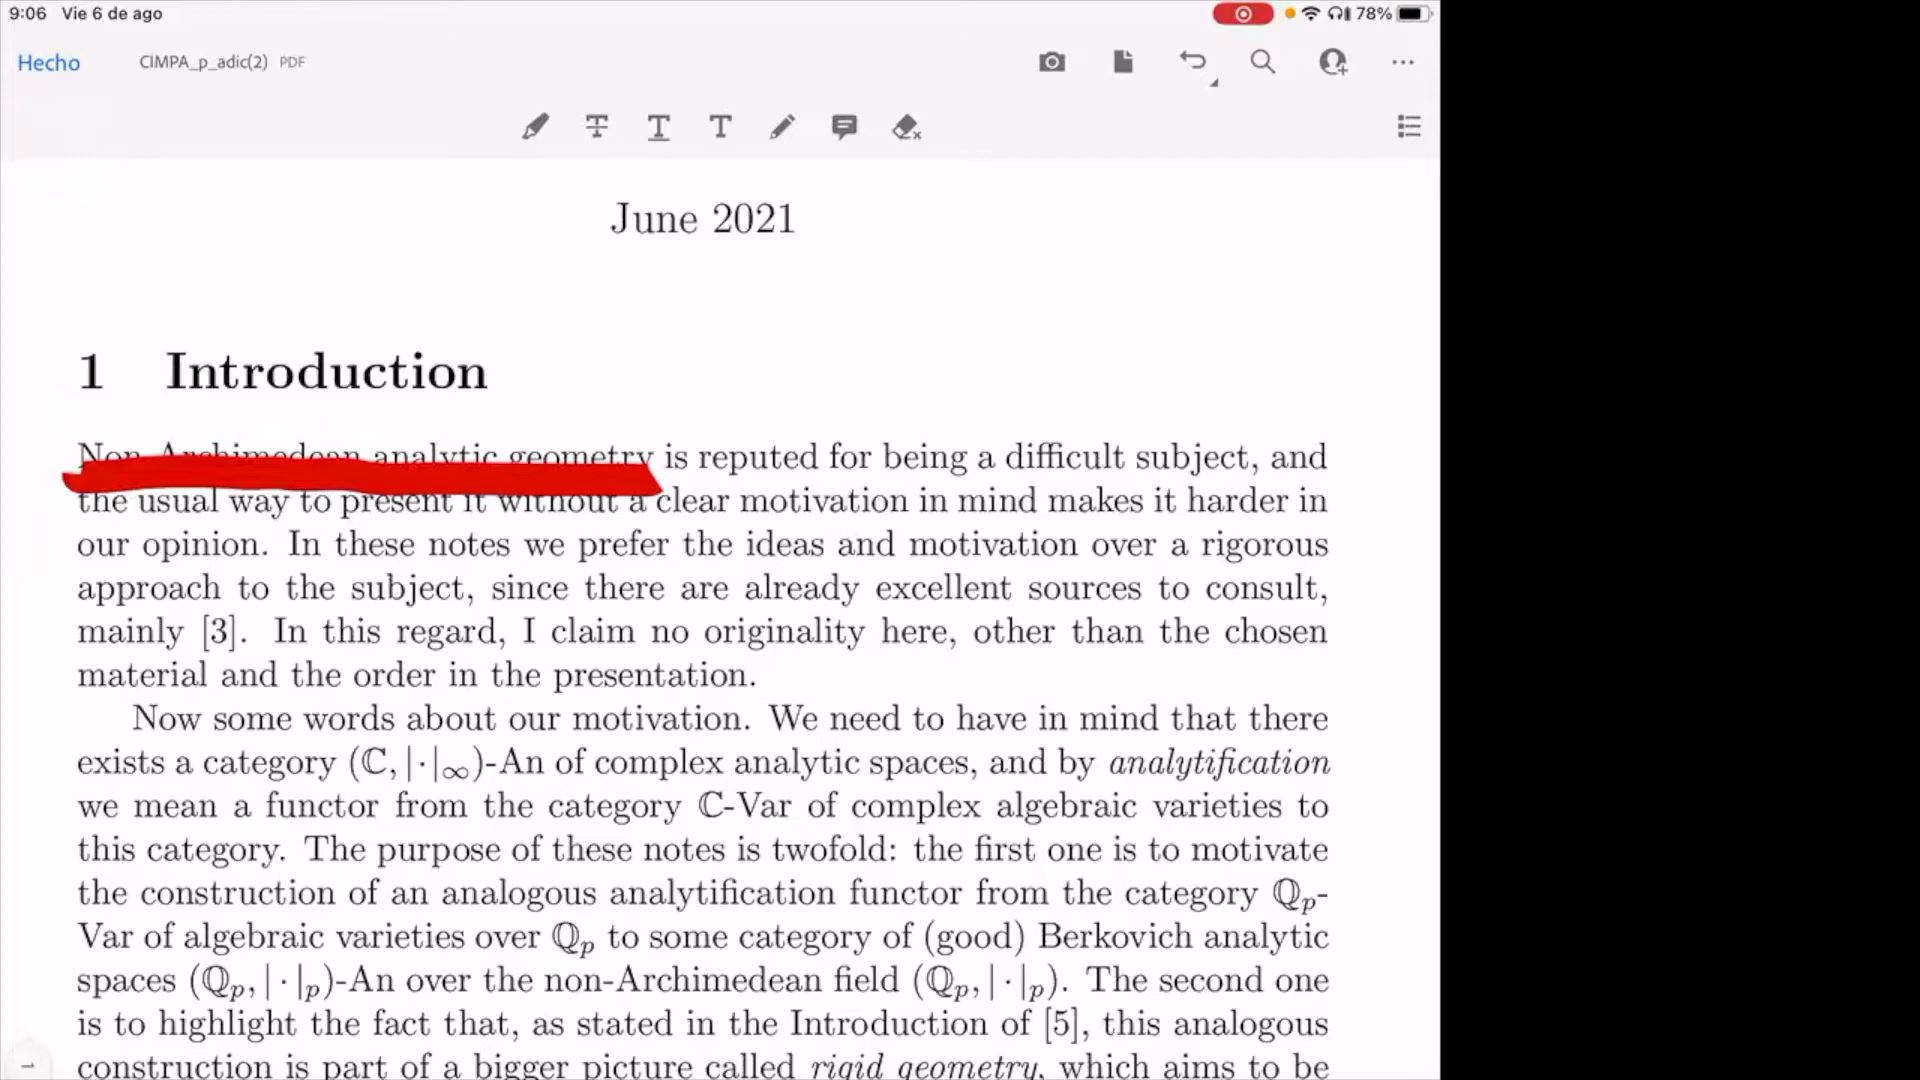 9:06 Vie 6 de ago 78%
Hecho CIMPA_p_adic(2) PDF
June 2021
1 Introduction
Non-Archimedean analytic geometry is reputed for being a difficult subject, and
the usual way to present it without a clear motivation in mind makes it harder in
our opinion. In these notes we prefer the ideas and motivation over a rigorous
approach to the subject, since there are already excellent sources to consult,
mainly [3]. In this regard, I claim no originality here, other than the chosen
material and the order in the presentation.
Now some words about our motivation. We need to have in mind that there
exists a category (ℂ, |·|∞)-An of complex analytic spaces, and by analytification
we mean a functor from the category ℂ-Var of complex algebraic varieties to
this category. The purpose of these notes is twofold: the first one is to motivate
the construction of an analogous analytification functor from the category ℚₚ-
Var of algebraic varieties over ℚₚ to some category of (good) Berkovich analytic
spaces (ℚₚ, |·|ₚ)-An over the non-Archimedean field (ℚₚ, |·|ₚ). The second one
is to highlight the fact that, as stated in the Introduction of [5], this analogous
construction is part of a bigger picture called rigid geometry, which aims to be